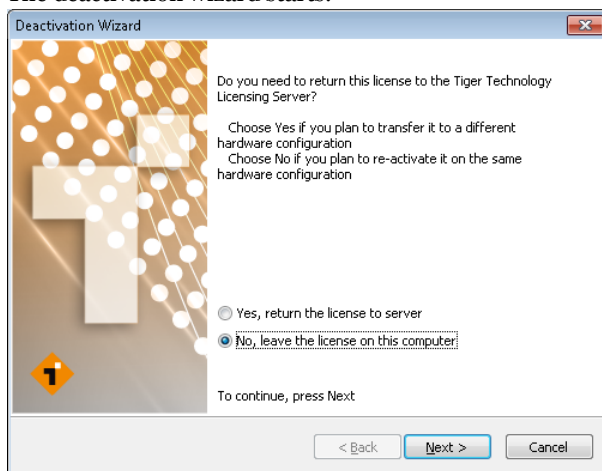 The deactivation wizard starts.
Deactivation Wizard
Do you need to return this license to the Tiger Technology
Licensing Server?
Choose Yes if you plan to transfer it to a different
hardware configuration
Choose No if you plan to re-activate it on the same
hardware configuration
Yes, return the license to server
No, leave the license on this computer
To continue, press Next
< Back Next > Cancel